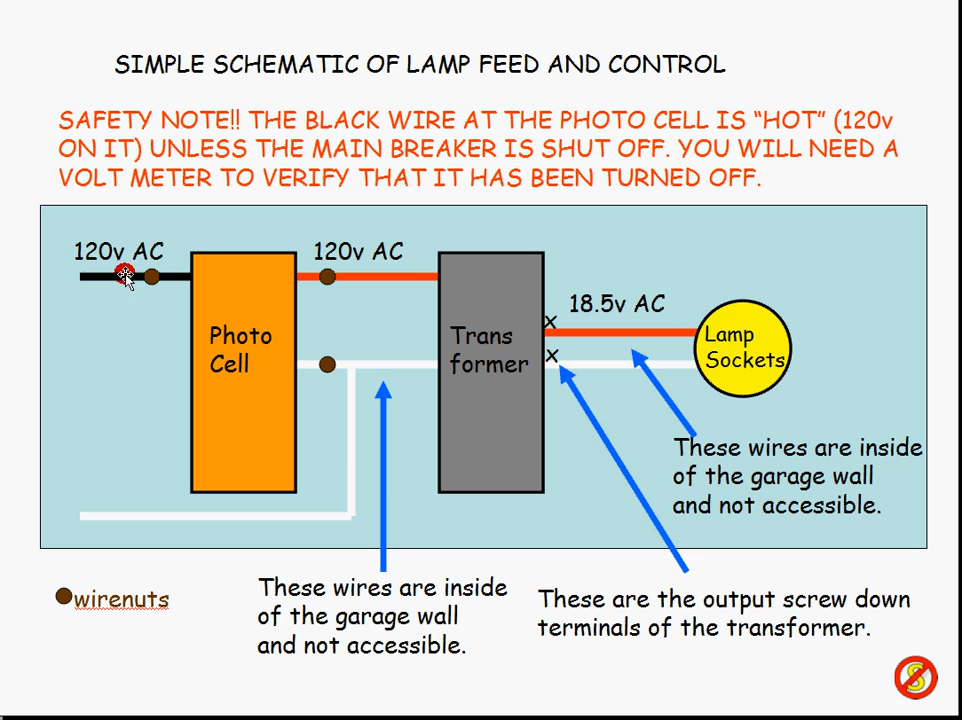 SIMPLE SCHEMATIC OF LAMP FEED AND CONTROL
SAFETY NOTE!! THE BLACK WIRE AT THE PHOTO CELL IS “HOT” (120v
ON IT) UNLESS THE MAIN BREAKER IS SHUT OFF. YOU WILL NEED A
VOLT METER TO VERIFY THAT IT HAS BEEN TURNED OFF.
120v AC
120v AC
18.5v AC
Photo
Cell
Trans
former
x
x
Lamp
Sockets
These wires are inside
of the garage wall
and not accessible.
wirenuts
These wires are inside
of the garage wall
and not accessible.
These are the output screw down
terminals of the transformer.
S